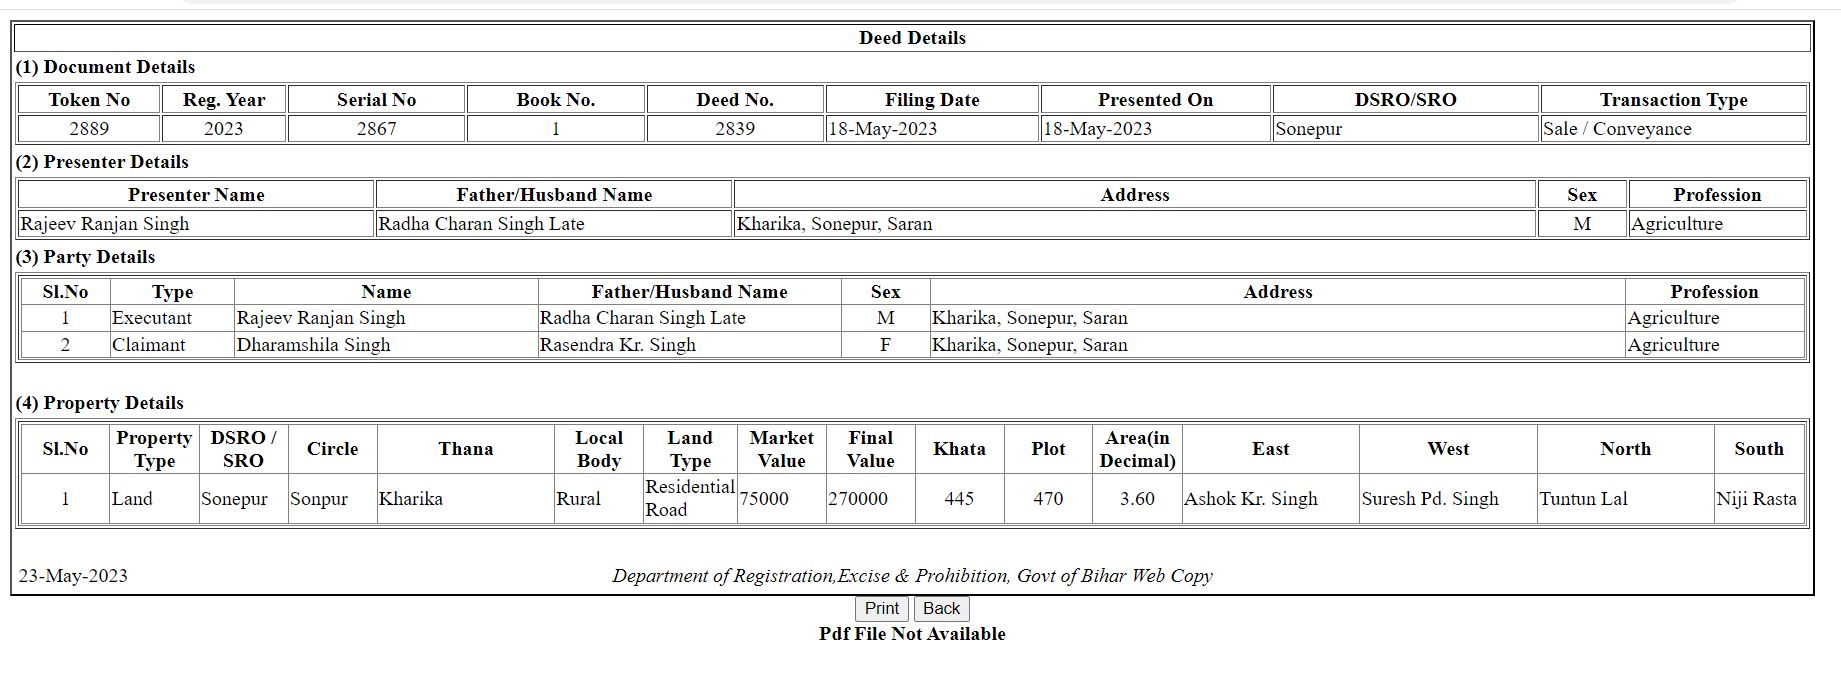 Deed Details
(1) Document Details
Token No Reg. Year Serial No Book No. Deed No. Filing Date Presented On DSRO/SRO Transaction Type
2889 2023 2867 1 2839 18-May-2023 18-May-2023 Sonepur Sale / Conveyance
(2) Presenter Details
Presenter Name Father/Husband Name Address Sex Profession
Rajeev Ranjan Singh Radha Charan Singh Late Kharika, Sonepur, Saran M Agriculture
(3) Party Details
Sl.No Type Name Father/Husband Name Sex Address Profession
1 Executant Rajeev Ranjan Singh Radha Charan Singh Late M Kharika, Sonepur, Saran Agriculture
2 Claimant Dharamshila Singh Rasendra Kr. Singh F Kharika, Sonepur, Saran Agriculture
(4) Property Details
Sl.No Property Type DSRO / SRO Circle Thana Local Body Land Type Market Value Final Value Khata Plot Area(in Decimal) East West North South
1 Land Sonepur Sonpur Kharika Rural Residential Road 75000 270000 445 470 3.60 Ashok Kr. Singh Suresh Pd. Singh Tuntun Lal Niji Rasta
23-May-2023 Department of Registration,Excise & Prohibition, Govt of Bihar Web Copy
Print Back
Pdf File Not Available